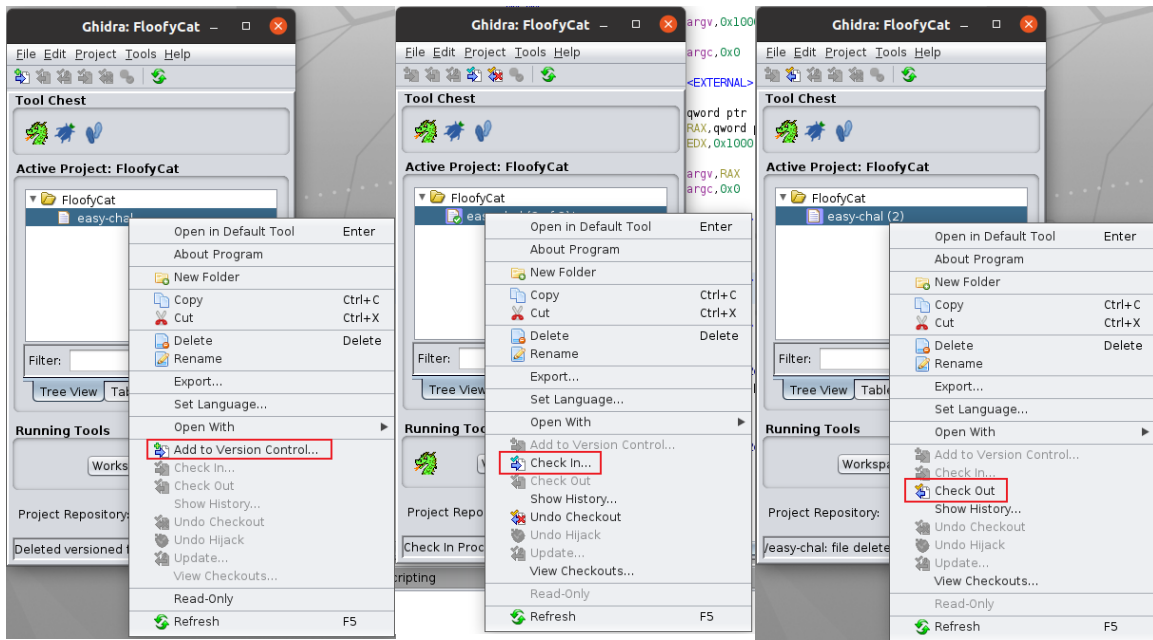 Ghidra: FloofyCat
File Edit Project Tools Help
Tool Chest
Active Project: FloofyCat
FloofyCat
easy-chal
Filter:
Tree View
Running Tools
Project Repository:
Open in Default Tool Enter
About Program
New Folder
Copy Ctrl+C
Cut Ctrl+X
Delete Delete
Rename
Export...
Set Language...
Open With
Add to Version Control...
Check In...
Check Out
Show History...
Undo Checkout
Undo Hijack
Update...
View Checkouts...
Read-Only
Refresh F5
Ghidra: FloofyCat
File Edit Project Tools Help
Tool Chest
Active Project: FloofyCat
FloofyCat
Filter:
Tree View
Open in Default Tool Enter
About Program
New Folder
Copy Ctrl+C
Cut Ctrl+X
Delete Delete
Rename
Export...
Set Language...
Open With
Add to Version Control...
Check In...
Check Out
Show History...
Undo Checkout
Undo Hijack
Update...
View Checkouts...
Read-Only
Refresh F5
argv,0x100
argc,0x0
<EXTERNAL>
qword ptr
RAX,qword
EDX,0x1000
argv,RAX
argc,0x0
Ghidra: FloofyCat
File Edit Project Tools Help
Tool Chest
Active Project: FloofyCat
FloofyCat
easy-chal (2)
Filter:
Tree View
Running Tools
Project Repository:
/easy-chal: file delete
Open in Default Tool Enter
About Program
New Folder
Copy Ctrl+C
Cut Ctrl+X
Delete Delete
Rename
Export...
Set Language...
Open With
Add to Version Control...
Check In...
Check Out
Show History...
Undo Checkout
Undo Hijack
Update...
View Checkouts...
Read-Only
Refresh F5